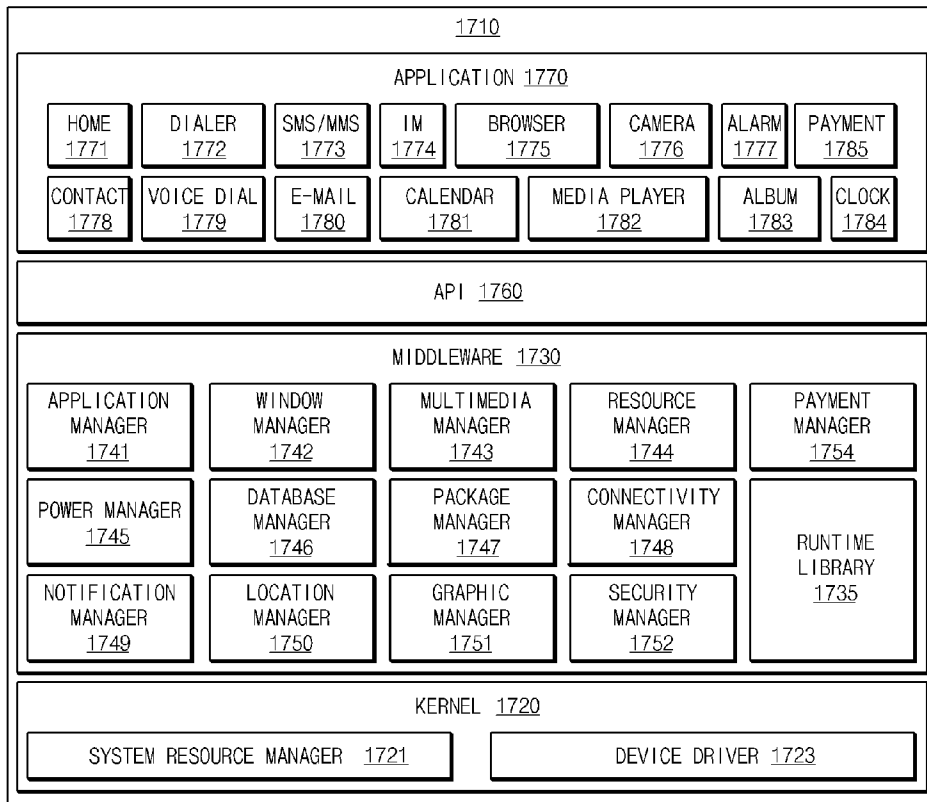 1710
APPLICATION 1770
HOME
1771
DIALER
1772
SMS/MMS
1773
IM
1774
BROWSER
1775
CAMERA
1776
ALARM
1777
PAYMENT
1785
CONTACT
1778
VOICE DIAL
1779
E-MAIL
1780
CALENDAR
1781
MEDIA PLAYER
1782
ALBUM
1783
CLOCK
1784
API 1760
MIDDLEWARE 1730
APPLICATION
MANAGER
1741
WINDOW
MANAGER
1742
MULTIMEDIA
MANAGER
1743
RESOURCE
MANAGER
1744
PAYMENT
MANAGER
1754
POWER MANAGER
1745
DATABASE
MANAGER
1746
PACKAGE
MANAGER
1747
CONNECTIVITY
MANAGER
1748
RUNTIME
LIBRARY
1735
NOTIFICATION
MANAGER
1749
LOCATION
MANAGER
1750
GRAPHIC
MANAGER
1751
SECURITY
MANAGER
1752
KERNEL 1720
SYSTEM RESOURCE MANAGER 1721
DEVICE DRIVER 1723